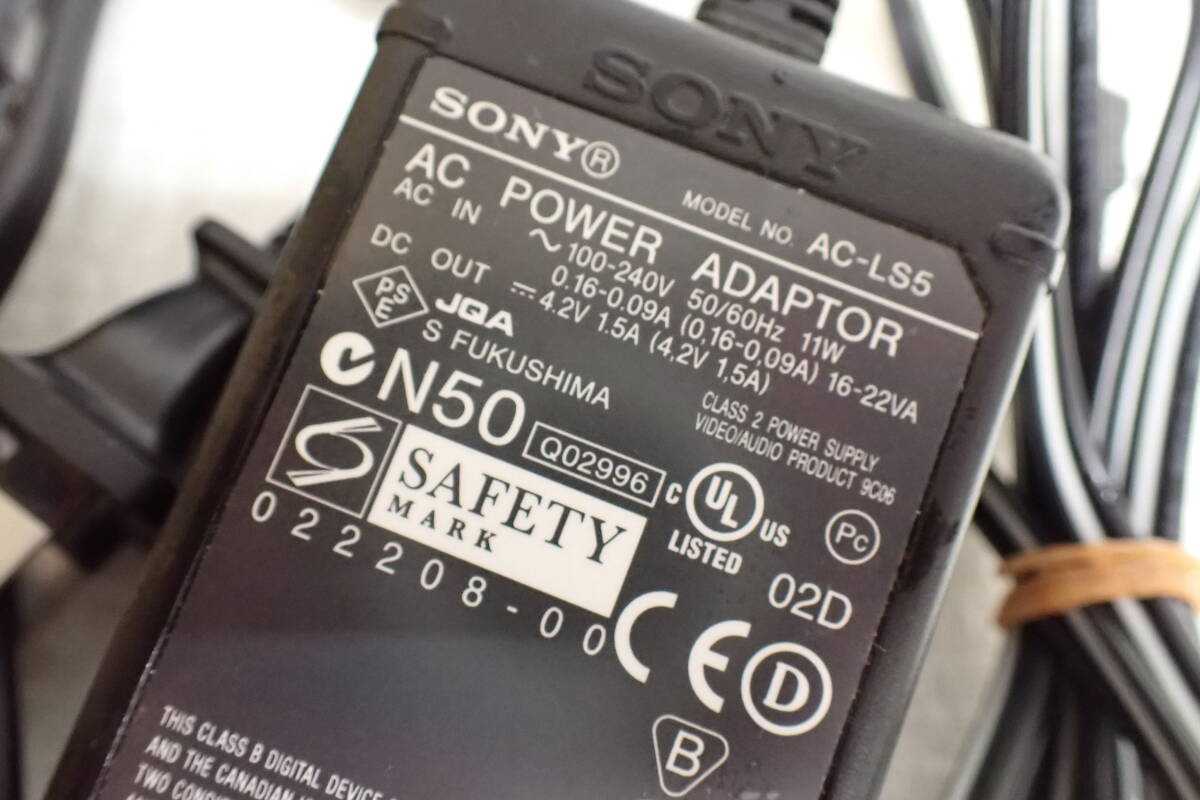 SONY
SONY®
MODEL NO. AC-LS5
AC POWER ADAPTOR
AC IN ～100-240V 50/60Hz 11W
0.16-0.09A (0,16-0,09A) 16-22VA
DC OUT ⎓4.2V 1.5A (4,2V 1,5A)
PSE JQA
S FUKUSHIMA
CLASS 2 POWER SUPPLY
VIDEO/AUDIO PRODUCT 9C06
N50 Q02996
C UL US
LISTED
Pc
SAFETY
MARK
022208-00
02D
CE D
B
THIS CLASS B DIGITAL DEVICE
AND THE CANADIAN
TWO